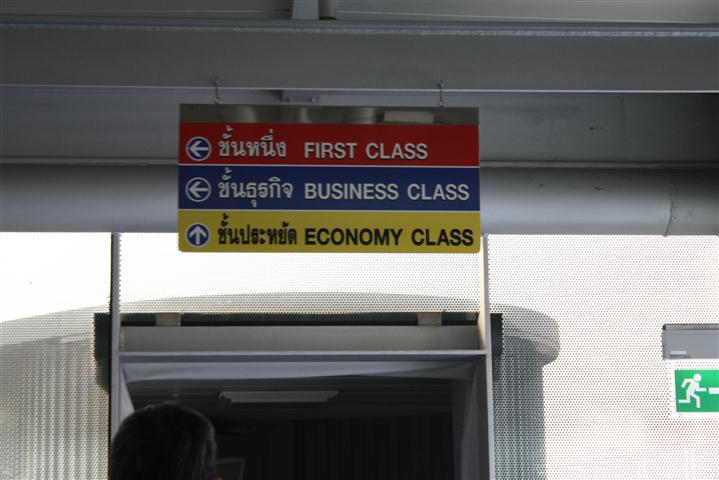 ชั้นหนึ่ง FIRST CLASS
ชั้นธุรกิจ BUSINESS CLASS
ชั้นประหยัด ECONOMY CLASS